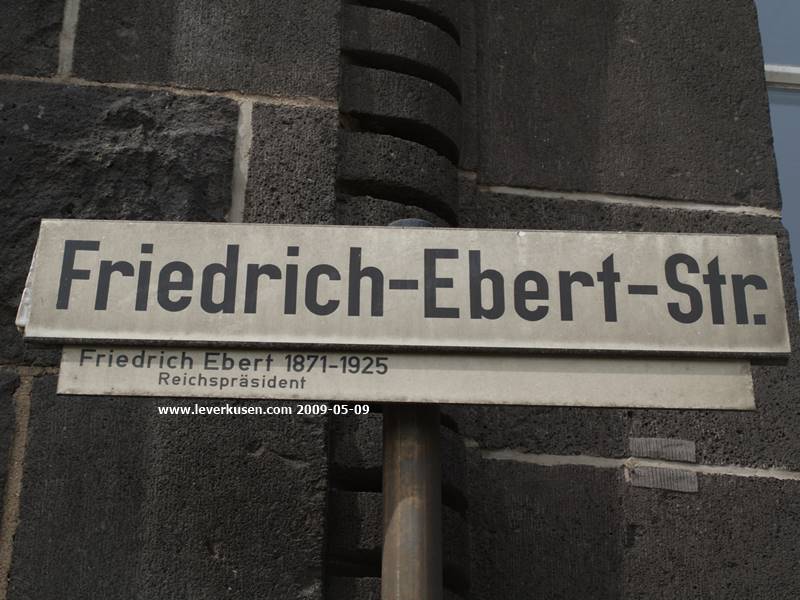 Friedrich-Ebert-Str.
Friedrich Ebert 1871-1925
Reichspräsident
www.leverkusen.com 2009-05-09